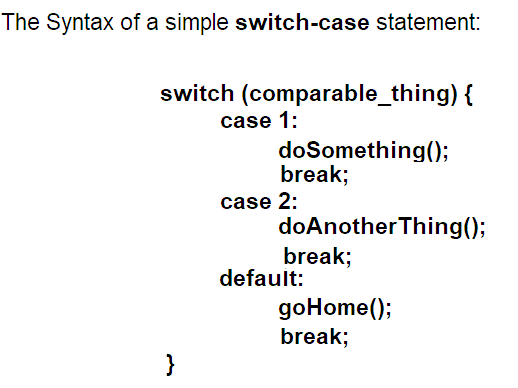 The Syntax of a simple switch-case statement:
switch (comparable_thing) {
case 1:
doSomething();
break;
case 2:
doAnotherThing();
break;
default:
goHome();
break;
}